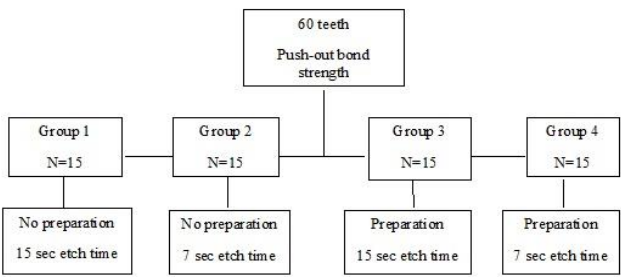 60 teeth
Push-out bond
strength
Group 1
N=15
Group 2
N=15
Group 3
N=15
Group 4
N=15
No preparation
15 sec etch time
No preparation
7 sec etch time
Preparation
15 sec etch time
Preparation
7 sec etch time